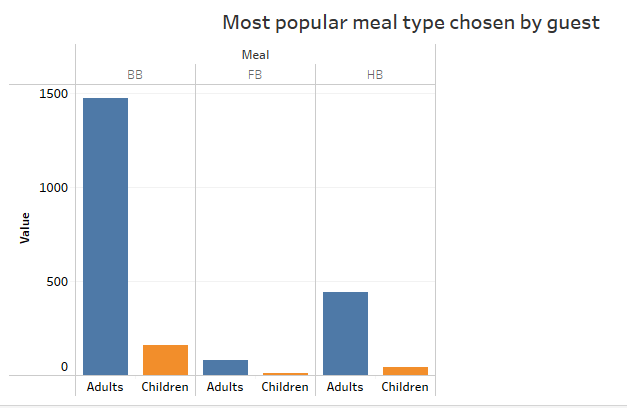 Most popular meal type chosen by guest
Meal
BB FB HB
1500
1000
500
0
Value
Adults Children Adults Children Adults Children